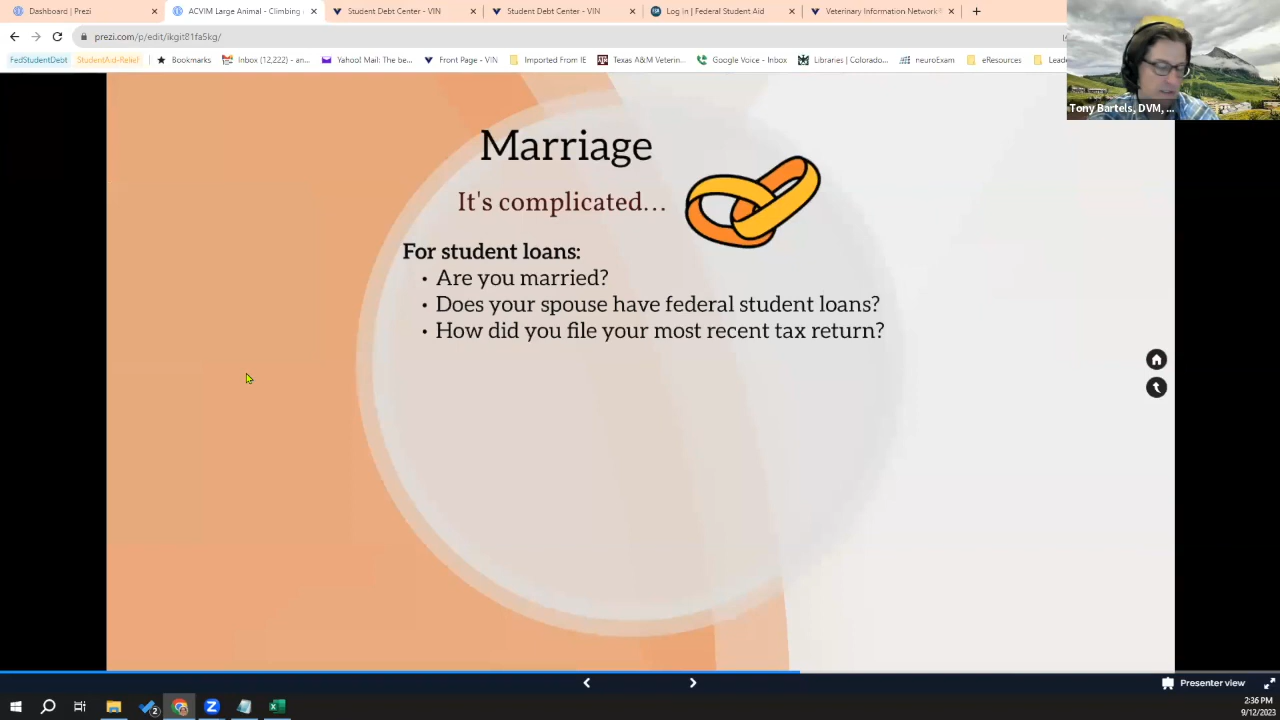 Dashboard | Prezi
ACVIM Large Animal - Climbing
Student Debt Center - VIN
Student Debt Center - VIN
Log in | Federal Student Aid
Veterinary Information Network
prezi.com/p/edit/ikgit81fa5kg/
FedStudentDebt
StudentAid-Relief
Bookmarks
Inbox (12,222) - an...
Yahoo! Mail: The be...
Front Page - VIN
Imported From IE
Texas A&M Veterin...
Google Voice - Inbox
Libraries | Colorado...
neuroExam
eResources
Leade
Tony Bartels, DVM, ...
Marriage
It's complicated...
For student loans:
• Are you married?
• Does your spouse have federal student loans?
• How did you file your most recent tax return?
Presenter view
2
2:36 PM
9/12/2023